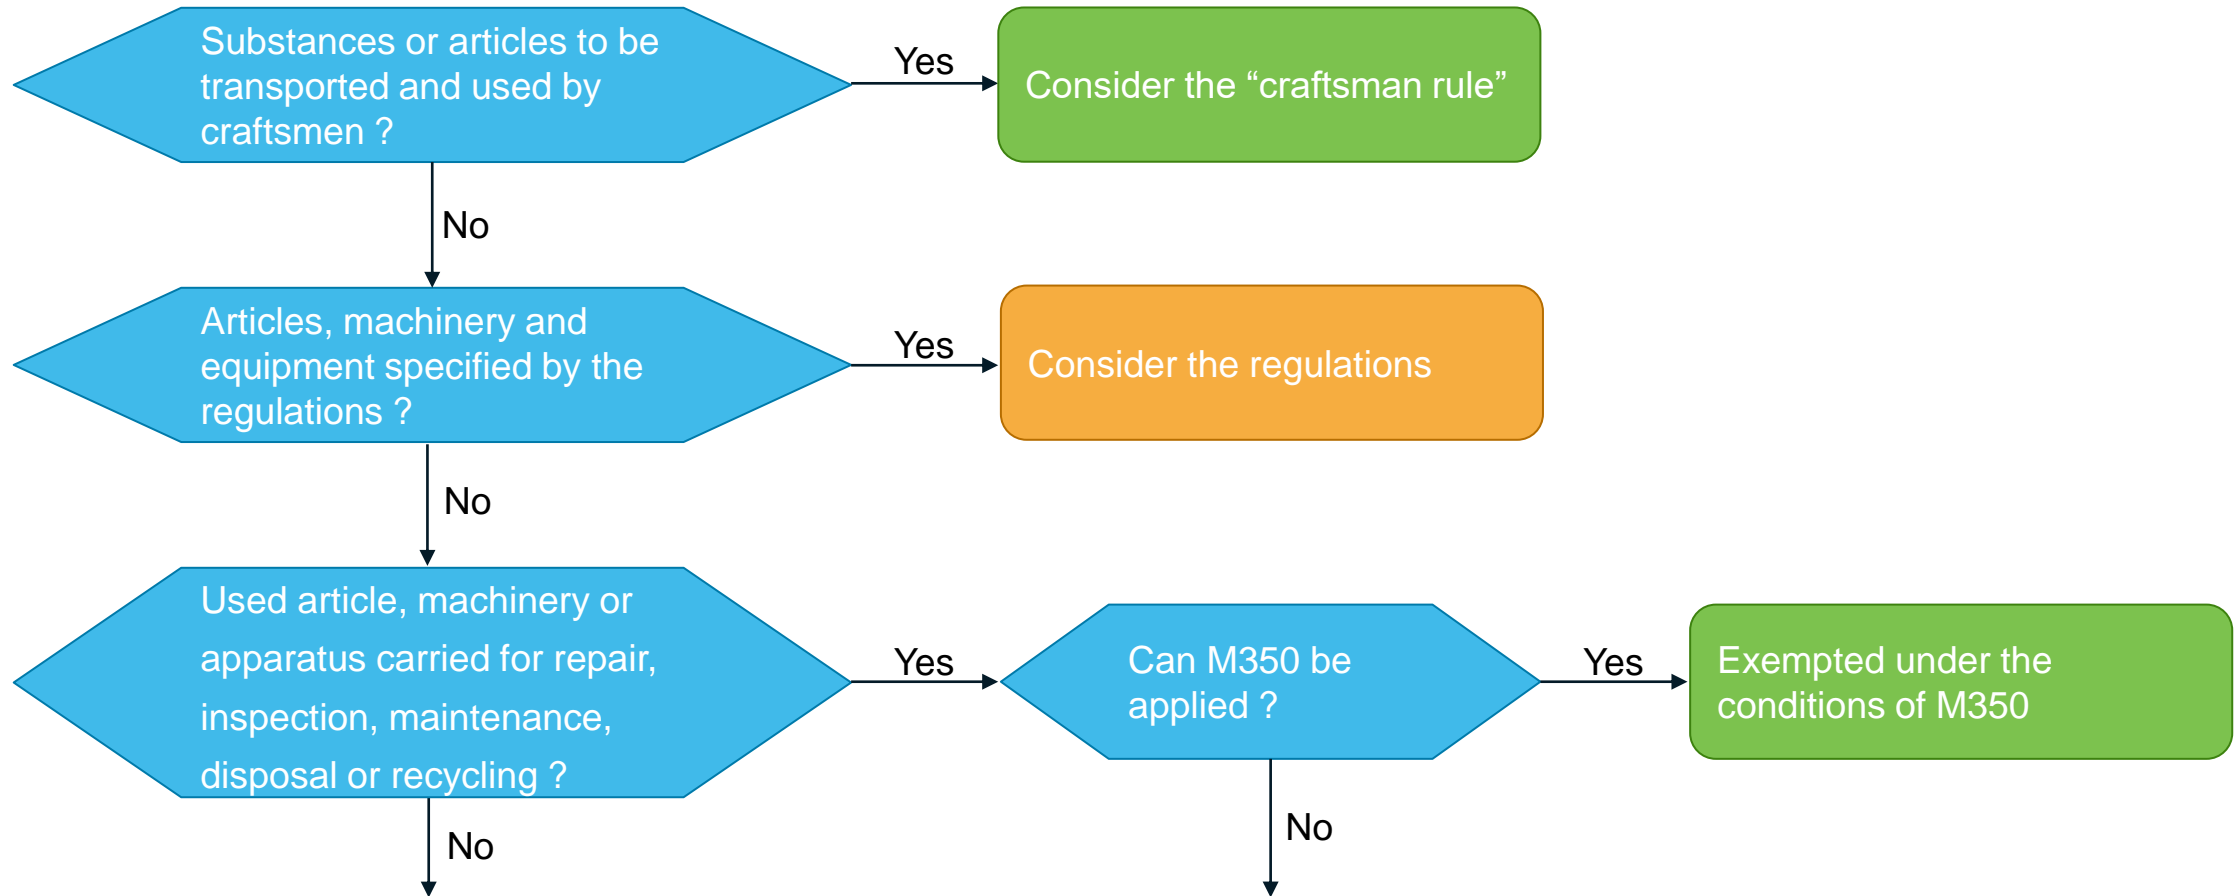 Substances or articles to be
transported and used by
craftsmen ?
Yes
Consider the “craftsman rule”
No
Articles, machinery and
equipment specified by the
regulations ?
Yes
Consider the regulations
No
Used article, machinery or
apparatus carried for repair,
inspection, maintenance,
disposal or recycling ?
Yes
Can M350 be
applied ?
Yes
Exempted under the
conditions of M350
No
No